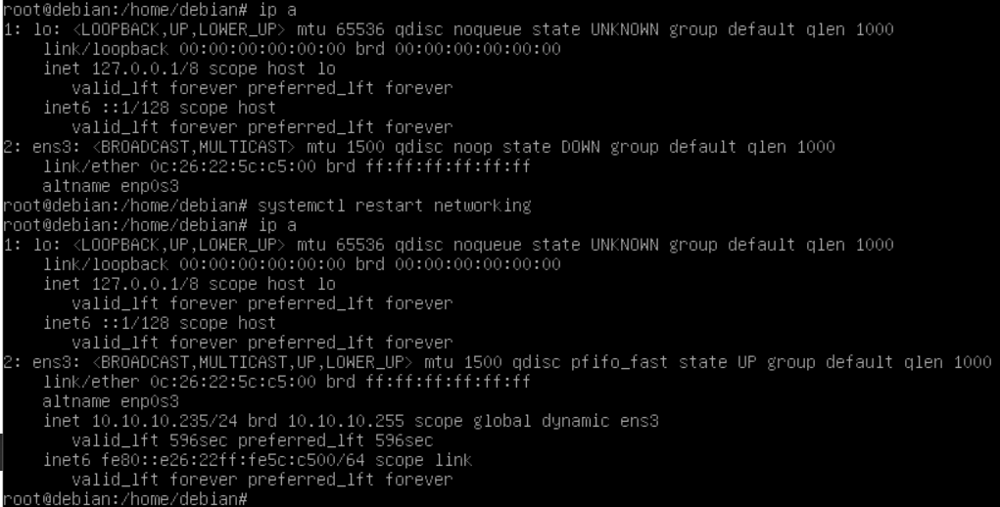 root@debian:/home/debian# ip a
1: lo: <LOOPBACK,UP,LOWER_UP> mtu 65536 qdisc noqueue state UNKNOWN group default qlen 1000
    link/loopback 00:00:00:00:00:00 brd 00:00:00:00:00:00
    inet 127.0.0.1/8 scope host lo
       valid_lft forever preferred_lft forever
    inet6 ::1/128 scope host
       valid_lft forever preferred_lft forever
2: ens3: <BROADCAST,MULTICAST> mtu 1500 qdisc noop state DOWN group default qlen 1000
    link/ether 0c:26:22:5c:c5:00 brd ff:ff:ff:ff:ff:ff
    altname enp0s3
root@debian:/home/debian# systemctl restart networking
root@debian:/home/debian# ip a
1: lo: <LOOPBACK,UP,LOWER_UP> mtu 65536 qdisc noqueue state UNKNOWN group default qlen 1000
    link/loopback 00:00:00:00:00:00 brd 00:00:00:00:00:00
    inet 127.0.0.1/8 scope host lo
       valid_lft forever preferred_lft forever
    inet6 ::1/128 scope host
       valid_lft forever preferred_lft forever
2: ens3: <BROADCAST,MULTICAST,UP,LOWER_UP> mtu 1500 qdisc pfifo_fast state UP group default qlen 1000
    link/ether 0c:26:22:5c:c5:00 brd ff:ff:ff:ff:ff:ff
    altname enp0s3
    inet 10.10.10.235/24 brd 10.10.10.255 scope global dynamic ens3
       valid_lft 596sec preferred_lft 596sec
    inet6 fe80::e26:22ff:fe5c:c500/64 scope link
       valid_lft forever preferred_lft forever
root@debian:/home/debian#